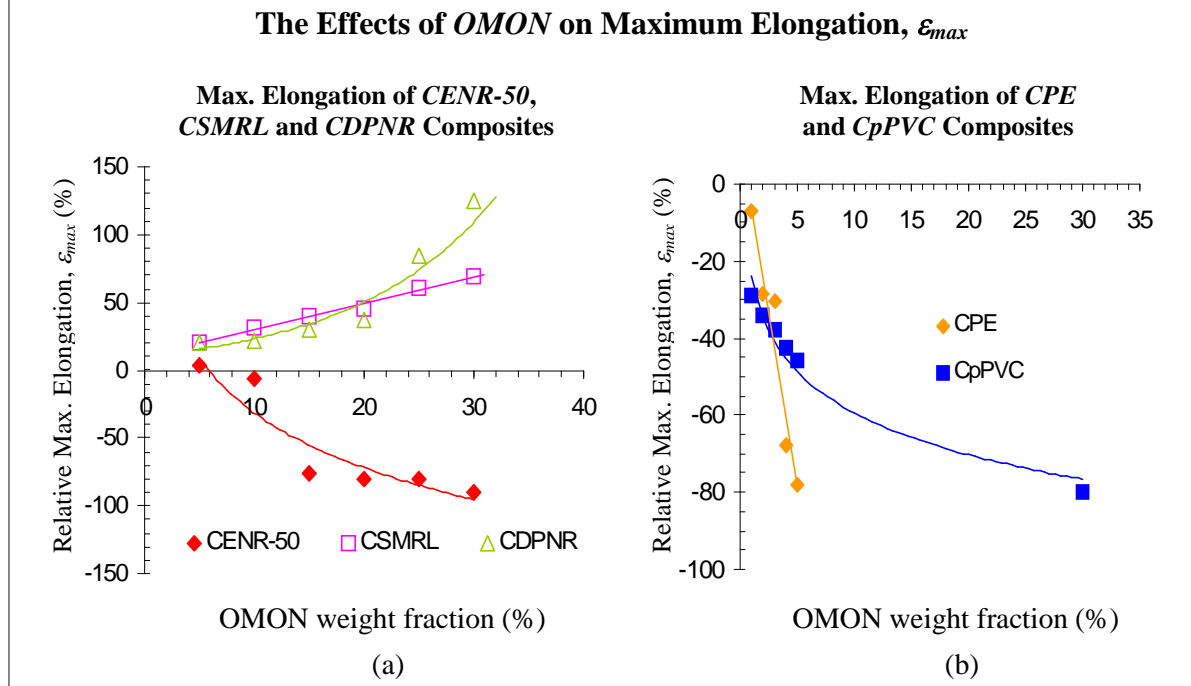 The Effects of OMON on Maximum Elongation, εmax
Max. Elongation of CENR-50,
CSMRL and CDPNR Composites
Relative Max. Elongation, εmax (%)
150
100
50
0
-50
-100
-150
0
10
20
30
40
CENR-50
CSMRL
CDPNR
OMON weight fraction (%)
(a)
Max. Elongation of CPE
and CpPVC Composites
Relative Max. Elongation, εmax (%)
0
-20
-40
-60
-80
-100
0
5
10
15
20
25
30
35
CPE
CpPVC
OMON weight fraction (%)
(b)